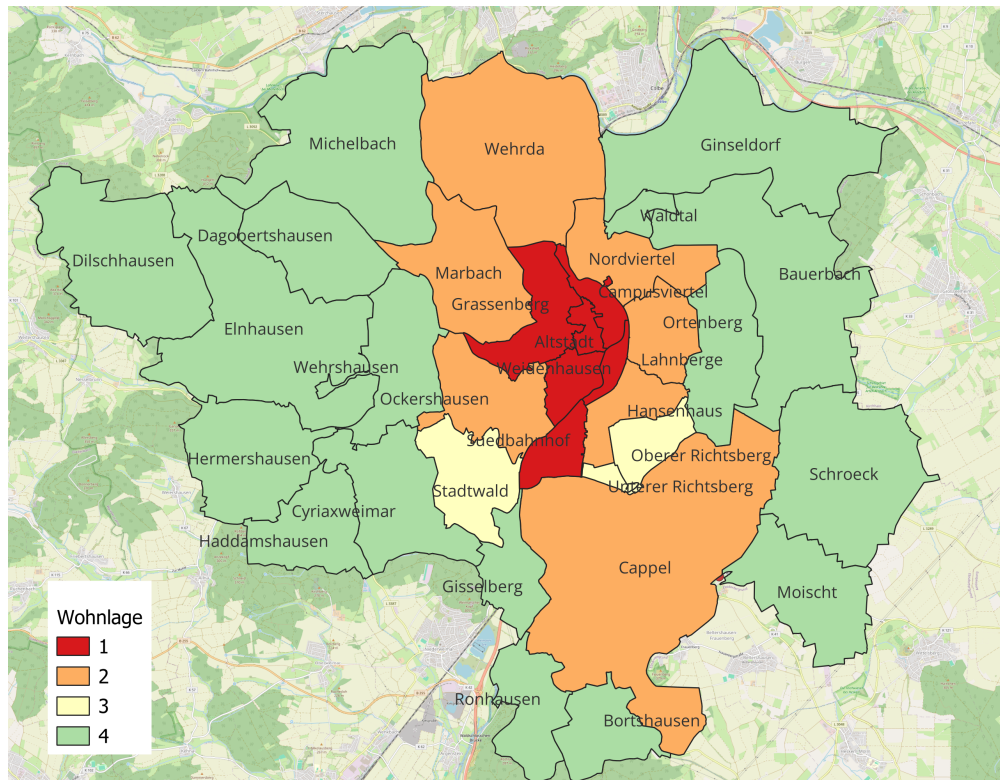 Michelbach
Wehrda
Ginseldorf
Waldtal
Dagobertshausen
Dilschhausen
Nordviertel
Marbach
Bauerbach
Campusviertel
Grassenberg
Ortenberg
Elnhausen
Altstadt
Lahnberge
Wehrshausen
Weidenhausen
Ockershausen
Hansenhaus
Suedbahnhof
Hermershausen
Oberer Richtsberg
Schroeck
Stadtwald
Unterer Richtsberg
Cyriaxweimar
Haddamshausen
Cappel
Gisselberg
Moischt
Ronhausen
Bortshausen
Wohnlage
1
2
3
4